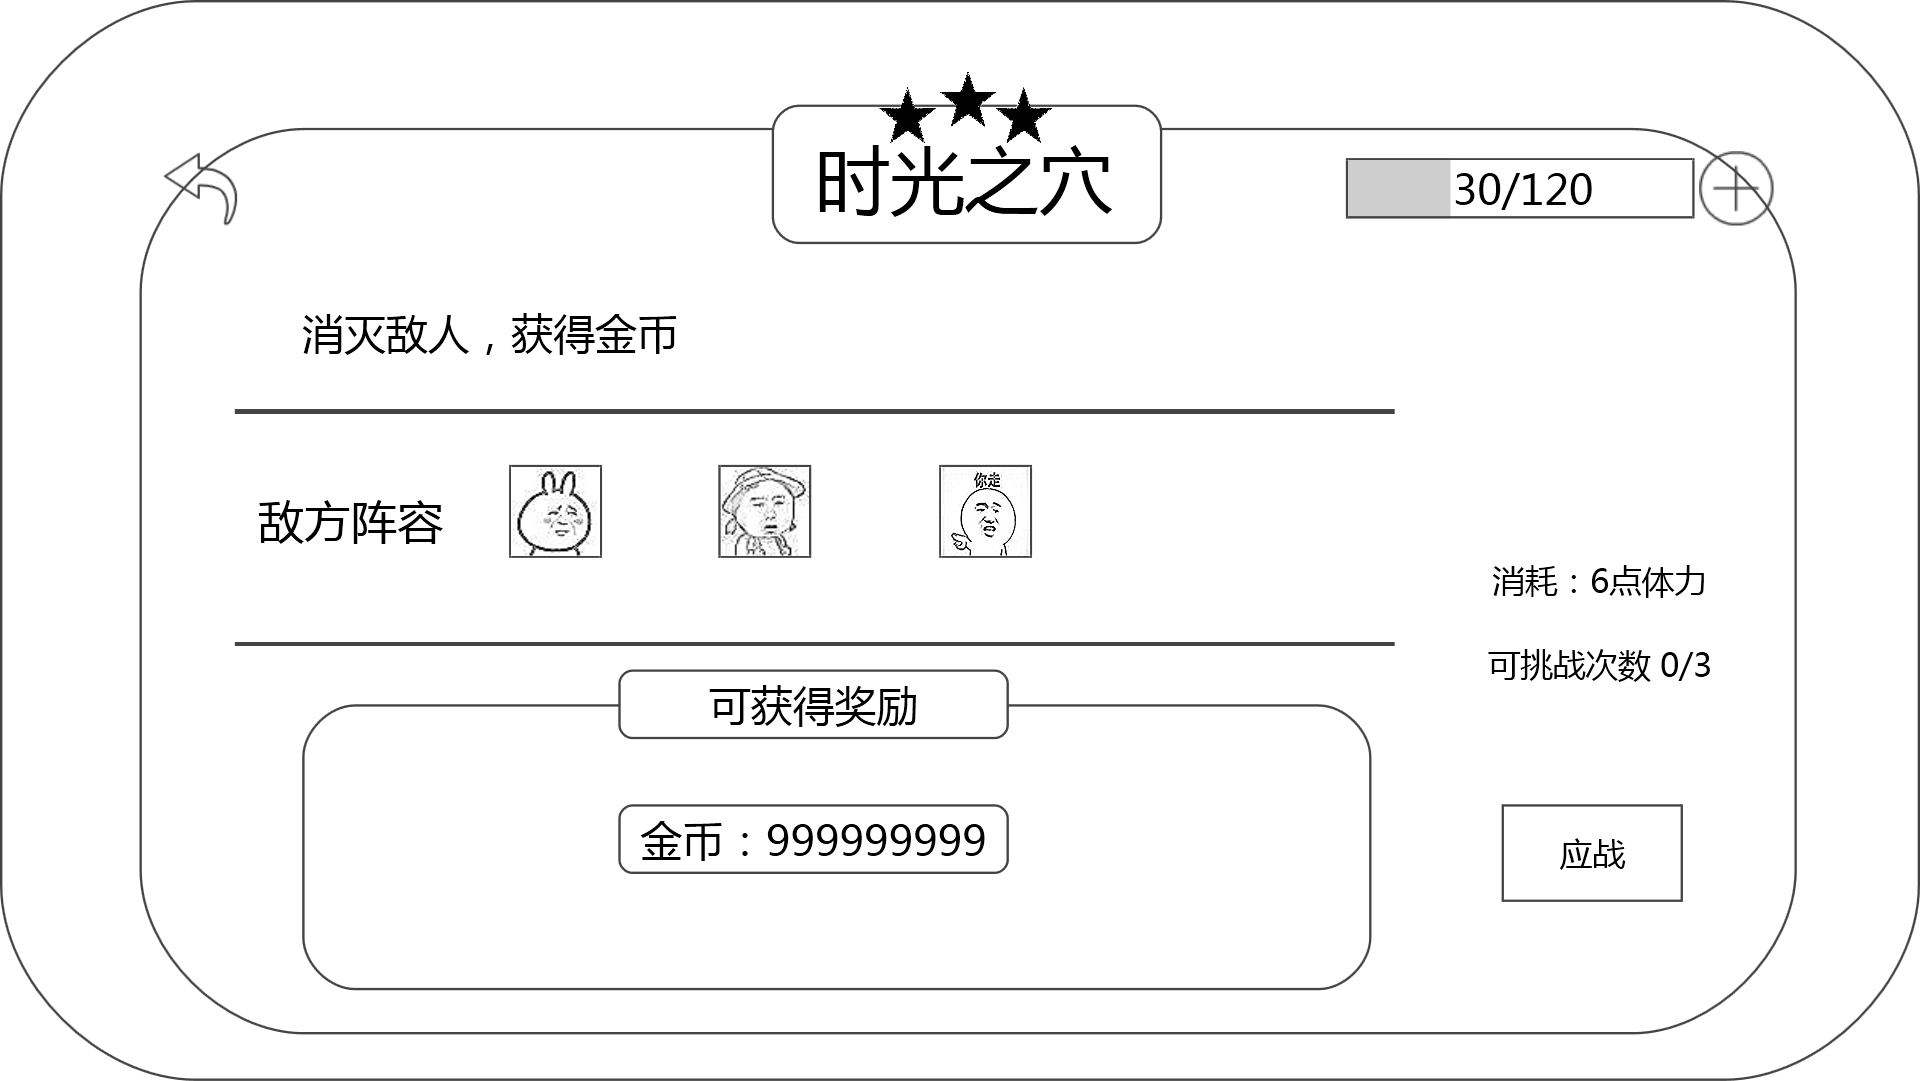 时光之穴
30/120
消灭敌人，获得金币
敌方阵容
你走
消耗：6点体力
可挑战次数 0/3
可获得奖励
金币：999999999
应战